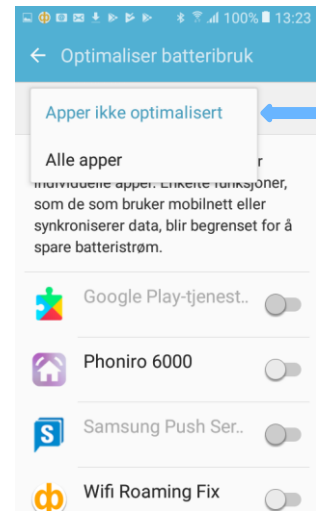 100% 13:23
Optimaliser batteribruk
Apper ikke optimalisert
Alle apper
r
individuelle apper. Enkelte funksjoner,
som de som bruker mobilnett eller
synkroniserer data, blir begrenset for å
spare batteristrøm.
Google Play-tjenest..
Phoniro 6000
Samsung Push Ser..
Wifi Roaming Fix